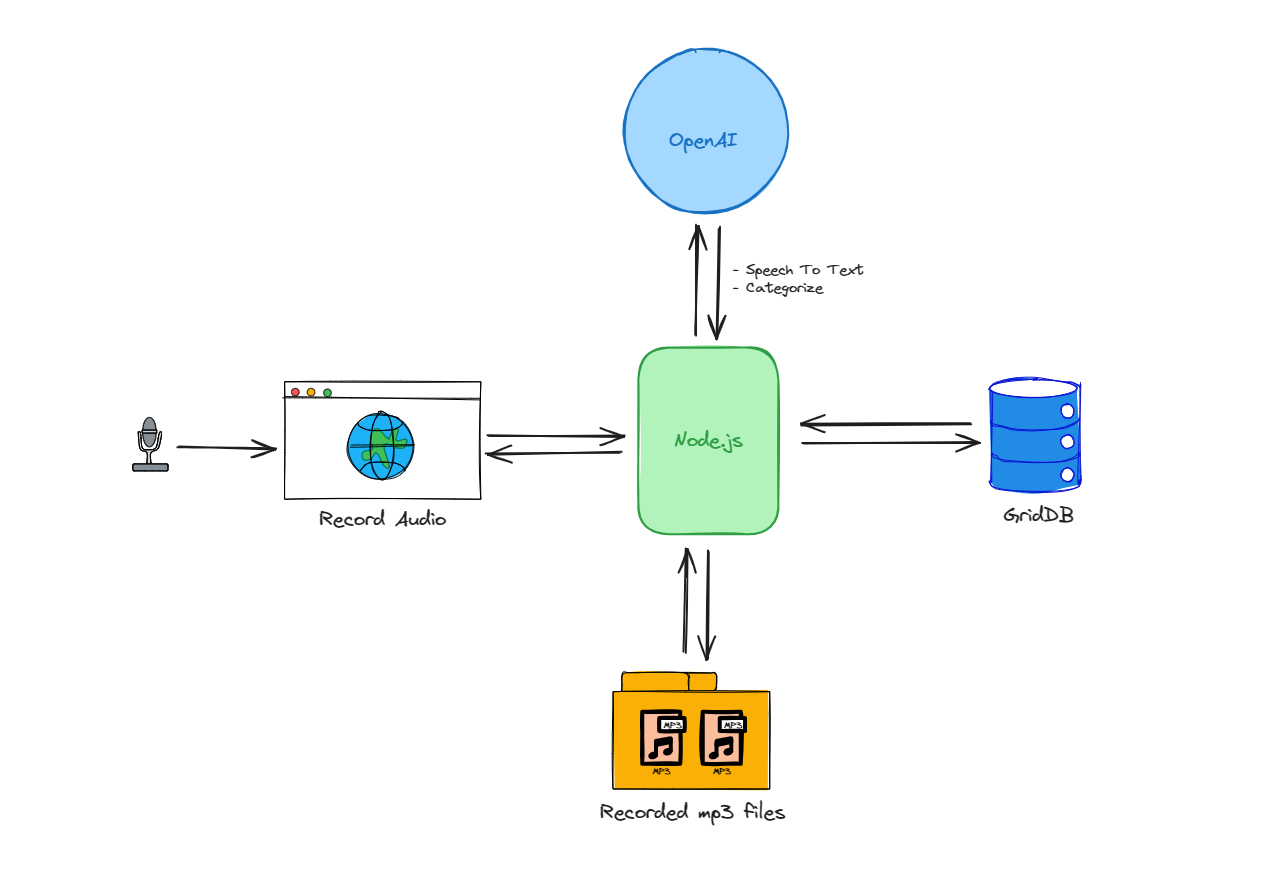 OpenAI
- Speech To Text
- Categorize
Node.js
Record Audio
GridDB
MP3
MP3
MP3
MP3
Recorded mp3 files